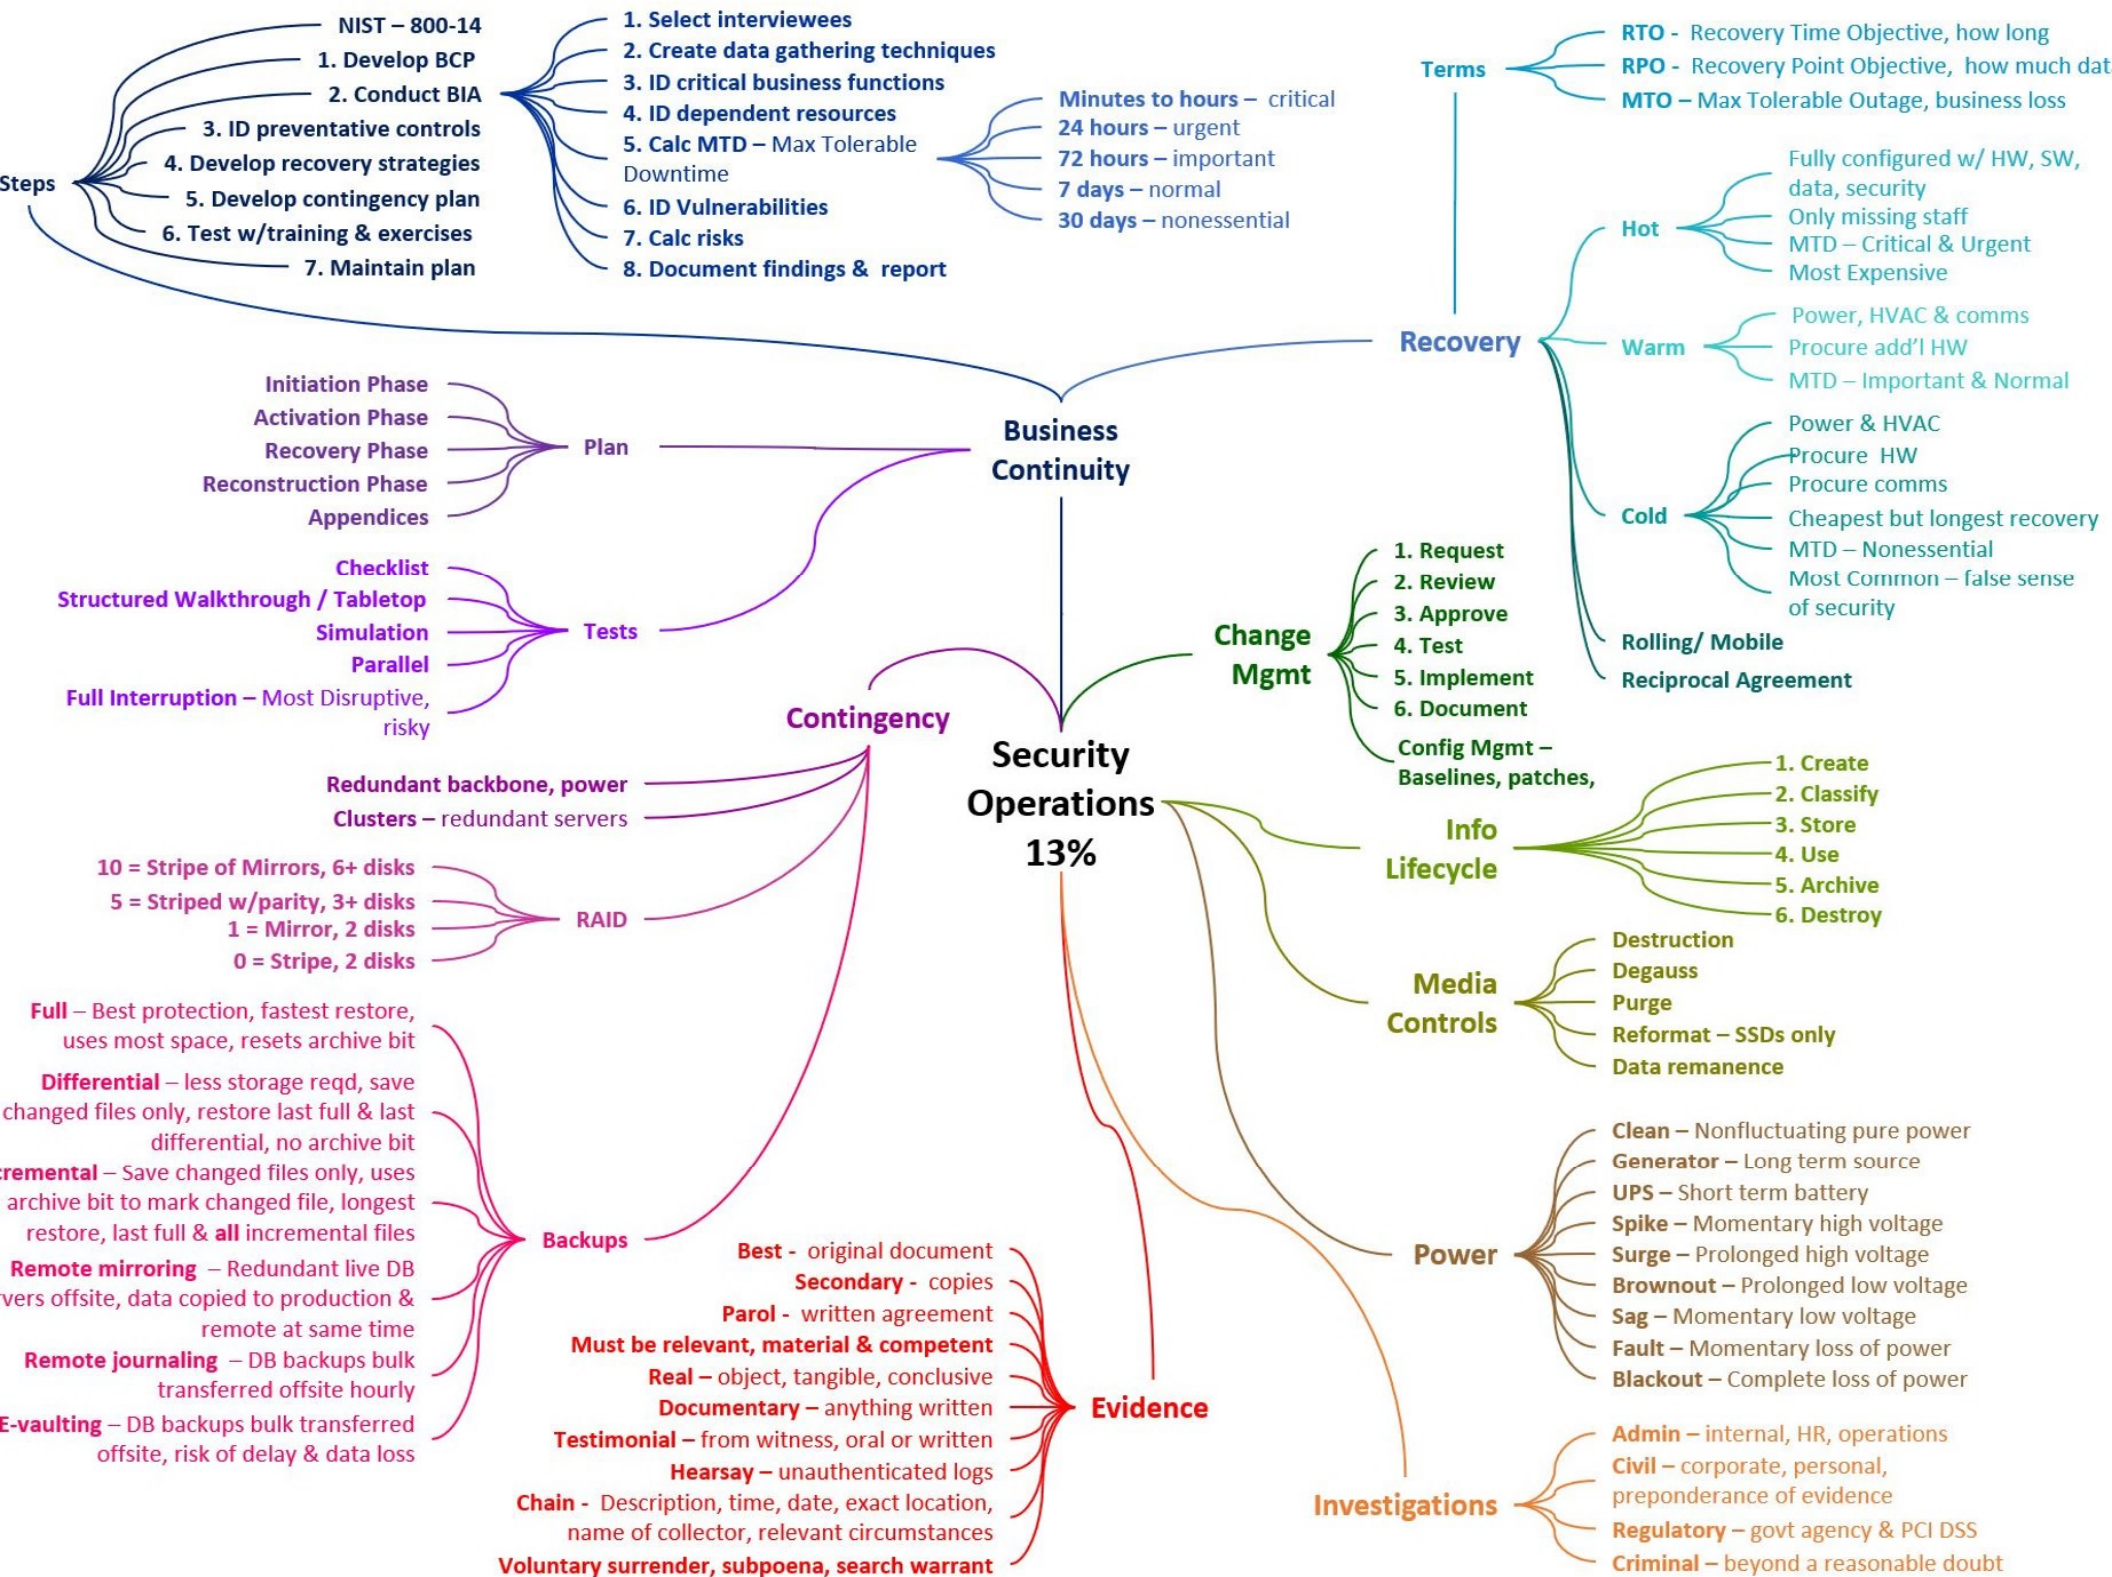 Steps
NIST – 800-14
1. Develop BCP
2. Conduct BIA
3. ID preventative controls
4. Develop recovery strategies
5. Develop contingency plan
6. Test w/training & exercises
7. Maintain plan
1. Select interviewees
2. Create data gathering techniques
3. ID critical business functions
4. ID dependent resources
5. Calc MTD – Max Tolerable
Downtime
6. ID Vulnerabilities
7. Calc risks
8. Document findings & report
Minutes to hours – critical
24 hours – urgent
72 hours – important
7 days – normal
30 days – nonessential
Terms
RTO - Recovery Time Objective, how long
RPO - Recovery Point Objective, how much dat
MTO – Max Tolerable Outage, business loss
Recovery
Hot
Fully configured w/ HW, SW,
data, security
Only missing staff
MTD – Critical & Urgent
Most Expensive
Warm
Power, HVAC & comms
Procure add’l HW
MTD – Important & Normal
Cold
Power & HVAC
Procure HW
Procure comms
Cheapest but longest recovery
MTD – Nonessential
Most Common – false sense
of security
Rolling/ Mobile
Reciprocal Agreement
Business
Continuity
Plan
Initiation Phase
Activation Phase
Recovery Phase
Reconstruction Phase
Appendices
Tests
Checklist
Structured Walkthrough / Tabletop
Simulation
Parallel
Full Interruption – Most Disruptive,
risky
Contingency
Redundant backbone, power
Clusters – redundant servers
RAID
10 = Stripe of Mirrors, 6+ disks
5 = Striped w/parity, 3+ disks
1 = Mirror, 2 disks
0 = Stripe, 2 disks
Backups
Full – Best protection, fastest restore,
uses most space, resets archive bit
Differential – less storage reqd, save
changed files only, restore last full & last
differential, no archive bit
cremental – Save changed files only, uses
archive bit to mark changed file, longest
restore, last full & all incremental files
Remote mirroring – Redundant live DB
vers offsite, data copied to production &
remote at same time
Remote journaling – DB backups bulk
transferred offsite hourly
E-vaulting – DB backups bulk transferred
offsite, risk of delay & data loss
Security
Operations
13%
Change
Mgmt
1. Request
2. Review
3. Approve
4. Test
5. Implement
6. Document
Config Mgmt –
Baselines, patches,
Info
Lifecycle
1. Create
2. Classify
3. Store
4. Use
5. Archive
6. Destroy
Media
Controls
Destruction
Degauss
Purge
Reformat – SSDs only
Data remanence
Power
Clean – Nonfluctuating pure power
Generator – Long term source
UPS – Short term battery
Spike – Momentary high voltage
Surge – Prolonged high voltage
Brownout – Prolonged low voltage
Sag – Momentary low voltage
Fault – Momentary loss of power
Blackout – Complete loss of power
Evidence
Best - original document
Secondary - copies
Parol - written agreement
Must be relevant, material & competent
Real – object, tangible, conclusive
Documentary – anything written
Testimonial – from witness, oral or written
Hearsay – unauthenticated logs
Chain - Description, time, date, exact location,
name of collector, relevant circumstances
Voluntary surrender, subpoena, search warrant
Investigations
Admin – internal, HR, operations
Civil – corporate, personal,
preponderance of evidence
Regulatory – govt agency & PCI DSS
Criminal – beyond a reasonable doubt